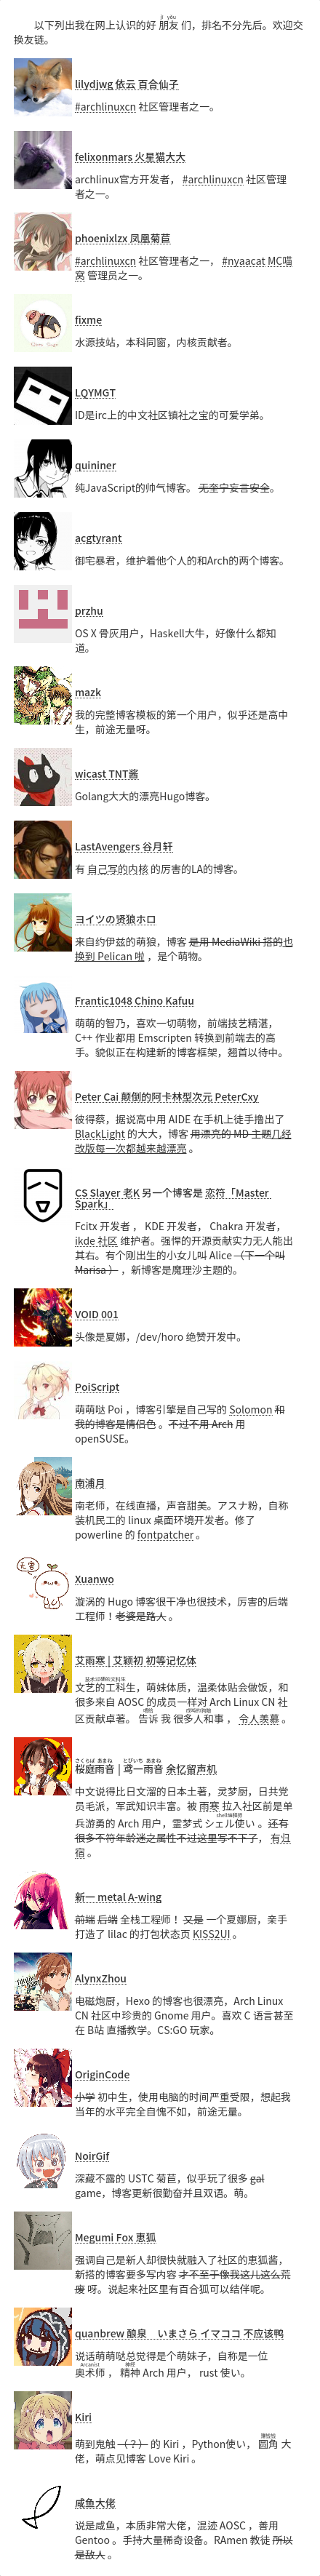 以下列出我在网上认识的好 朋友 们，排名不分先后。欢迎交
换友链。
lilydjwg 依云 百合仙子
#archlinuxcn 社区管理者之一。
felixonmars 火星猫大大
archlinux官方开发者， #archlinuxcn 社区管理
者之一。
phoenixlzx 凤凰菊苣
#archlinuxcn 社区管理者之一， #nyaacat MC喵
窝 管理员之一。
fixme
水源技站，本科同窗，内核贡献者。
LQYMGT
ID是irc上的中文社区镇社之宝的可爱学弟。
quininer
纯JavaScript的帅气博客。 无奎宁妄言安全。
acgtyrant
御宅暴君，维护着他个人的和Arch的两个博客。
przhu
OS X 骨灰用户，Haskell大牛，好像什么都知
道。
mazk
我的完整博客模板的第一个用户，似乎还是高中
生，前途无量呀。
wicast TNT酱
Golang大大的漂亮Hugo博客。
LastAvengers 谷月轩
有 自己写的内核 的厉害的LA的博客。
ヨイツの贤狼ホロ
来自约伊兹的萌狼，博客 是用 MediaWiki 搭的也
换到 Pelican 啦 ，是个萌物。
Frantic1048 Chino Kafuu
萌萌的智乃，喜欢一切萌物，前端技艺精湛，
C++ 作业都用 Emscripten 转换到前端去的高
手。貌似正在构建新的博客框架，翘首以待中。
Peter Cai 颠倒的阿卡林型次元 PeterCxy
彼得蔡，据说高中用 AIDE 在手机上徒手撸出了
BlackLight 的大大，博客 用漂亮的 MD 主题几经
改版每一次都越来越漂亮 。
CS Slayer 老K 另一个博客是 恋符「Master
Spark」
Fcitx 开发者 ， KDE 开发者， Chakra 开发者，
ikde 社区 维护者。强悍的开源贡献实力无人能出
其右。有个刚出生的小女儿叫 Alice （下一个叫
Marisa ） ，新博客是魔理沙主题的。
VOID 001
头像是夏娜，/dev/horo 绝赞开发中。
PoiScript
萌萌哒 Poi ，博客引擎是自己写的 Solomon 和
我的博客是情侣色 。不过不用 Arch 用
openSUSE。
南浦月
南老师，在线直播，声音甜美。アスナ粉，自称
装机民工的 linux 桌面环境开发者。修了
powerline 的 fontpatcher 。
Xuanwo
漩涡的 Hugo 博客很干净也很技术，厉害的后端
工程师！老婆是路人 。
艾雨寒 | 艾颖初 初等记忆体
文艺的工科生，萌妹体质，温柔体贴会做饭，和
很多来自 AOSC 的成员一样对 Arch Linux CN 社
区贡献卓著。 告诉 我 很多人和事 ， 令人羡慕 。
桜庭雨音 | 鸢一雨音 余忆留声机
中文说得比日文溜的日本土著，灵梦厨，日共党
员毛派，军武知识丰富。被 雨寒 拉入社区前是单
兵游勇的 Arch 用户，霊梦式 シェル使い 。还有
很多不符年龄迷之属性不过这里写不下了， 有归
宿 。
新一 metal A-wing
前端 后端 全栈工程师！ 又是 一个夏娜厨，亲手
打造了 lilac 的打包状态页 KISS2UI 。
AlynxZhou
电磁炮厨，Hexo 的博客也很漂亮，Arch Linux
CN 社区中珍贵的 Gnome 用户。喜欢 C 语言甚至
在 B站 直播教学。CS:GO 玩家。
OriginCode
小学 初中生，使用电脑的时间严重受限，想起我
当年的水平完全自愧不如，前途无量。
NoirGif
深藏不露的 USTC 菊苣，似乎玩了很多 gal
game，博客更新很勤奋并且双语。萌。
Megumi Fox 恵狐
强调自己是新人却很快就融入了社区的恵狐酱，
新搭的博客要多写内容 才不至于像我这儿这么荒
废 呀。说起来社区里有百合狐可以结伴呢。
quanbrew 酿泉　いまさら イマココ 不应该鸭
说话萌萌哒总觉得是个萌妹子，自称是一位
奥术师 ， 精神 Arch 用户， rust 使い。
Kiri
萌到鬼触 （？） 的 Kiri ，Python使い， 圆角 大
佬，萌点见博客 Love Kiri 。
咸鱼大佬
说是咸鱼，本质非常大佬，混迹 AOSC ，善用
Gentoo 。手持大量稀奇设备。RAmen 教徒 所以
是敌人 。